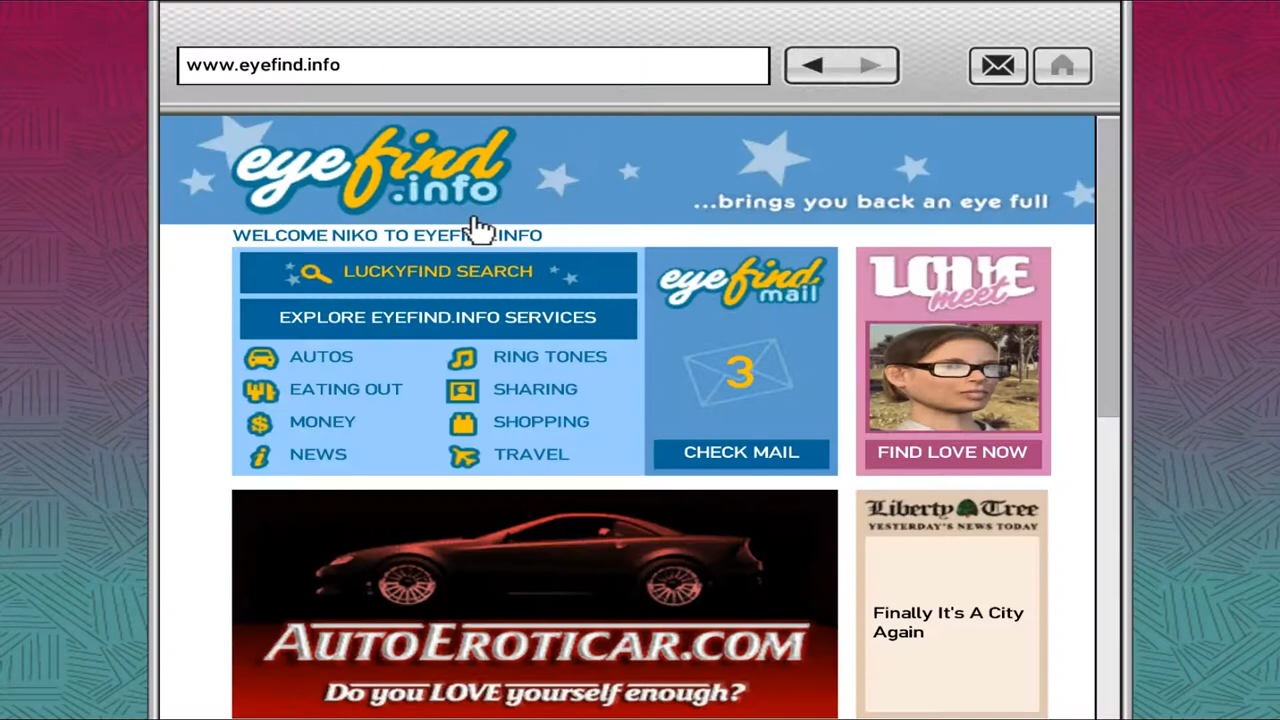 www.eyefind.info
eyefind
.info
...brings you back an eye full
WELCOME NIKO TO EYEF INFO
LUCKYFIND SEARCH
EXPLORE EYEFIND.INFO SERVICES
AUTOS
RING TONES
EATING OUT
SHARING
MONEY
SHOPPING
NEWS
TRAVEL
eyefind
mail
3
CHECK MAIL
LOVE
meet
FIND LOVE NOW
AUTOEROTICAR.COM
Do you LOVE yourself enough?
Liberty Tree
YESTERDAY'S NEWS TODAY
Finally It's A City
Again